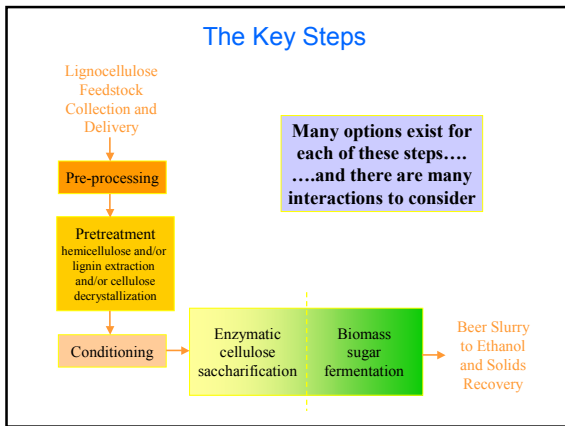 The Key Steps
Lignocellulose
Feedstock
Collection and
Delivery
Many options exist for
each of these steps….
….and there are many
interactions to consider
Pre-processing
Pretreatment
hemicellulose and/or
lignin extraction
and/or cellulose
decrystallization
Conditioning
Enzymatic
cellulose
saccharification
Biomass
sugar
fermentation
Beer Slurry
to Ethanol
and Solids
Recovery